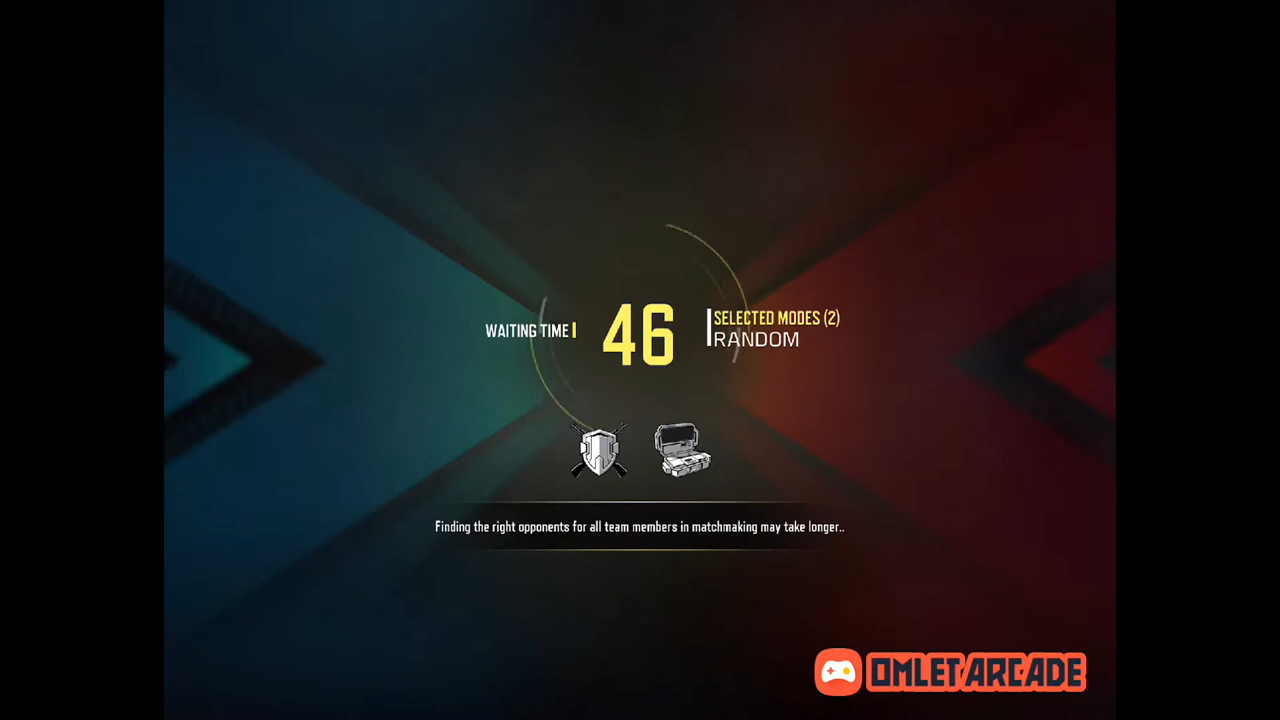 WAITING TIME
46
SELECTED MODES (2)
RANDOM
Finding the right opponents for all team members in matchmaking may take longer..
OMLET ARCADE